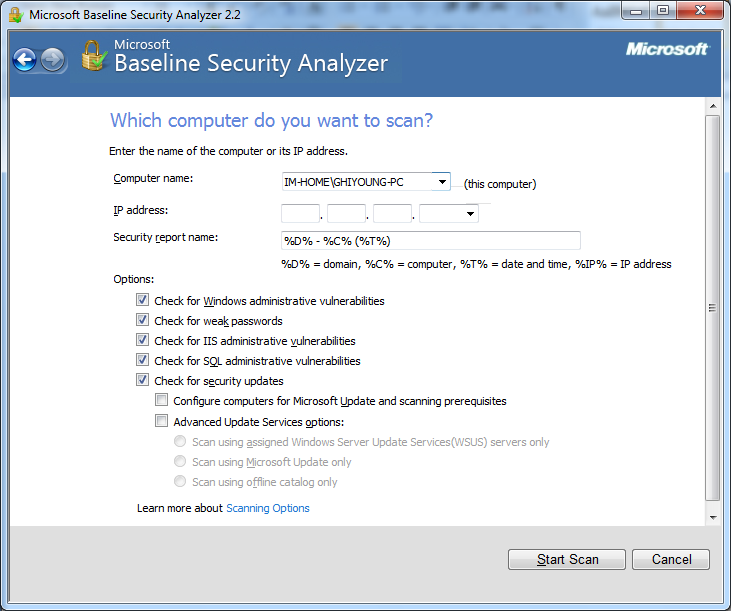 Microsoft Baseline Security Analyzer 2.2
Microsoft
Baseline Security Analyzer
Microsoft
Which computer do you want to scan?
Enter the name of the computer or its IP address.
Computer name:
IM-HOME\GHIYOUNG-PC
(this computer)
IP address:
. . .
Security report name:
%D% - %C% (%T%)
%D% = domain, %C% = computer, %T% = date and time, %IP% = IP address
Options:
Check for Windows administrative vulnerabilities
Check for weak passwords
Check for IIS administrative vulnerabilities
Check for SQL administrative vulnerabilities
Check for security updates
Configure computers for Microsoft Update and scanning prerequisites
Advanced Update Services options:
Scan using assigned Windows Server Update Services(WSUS) servers only
Scan using Microsoft Update only
Scan using offline catalog only
Learn more about Scanning Options
Start Scan
Cancel